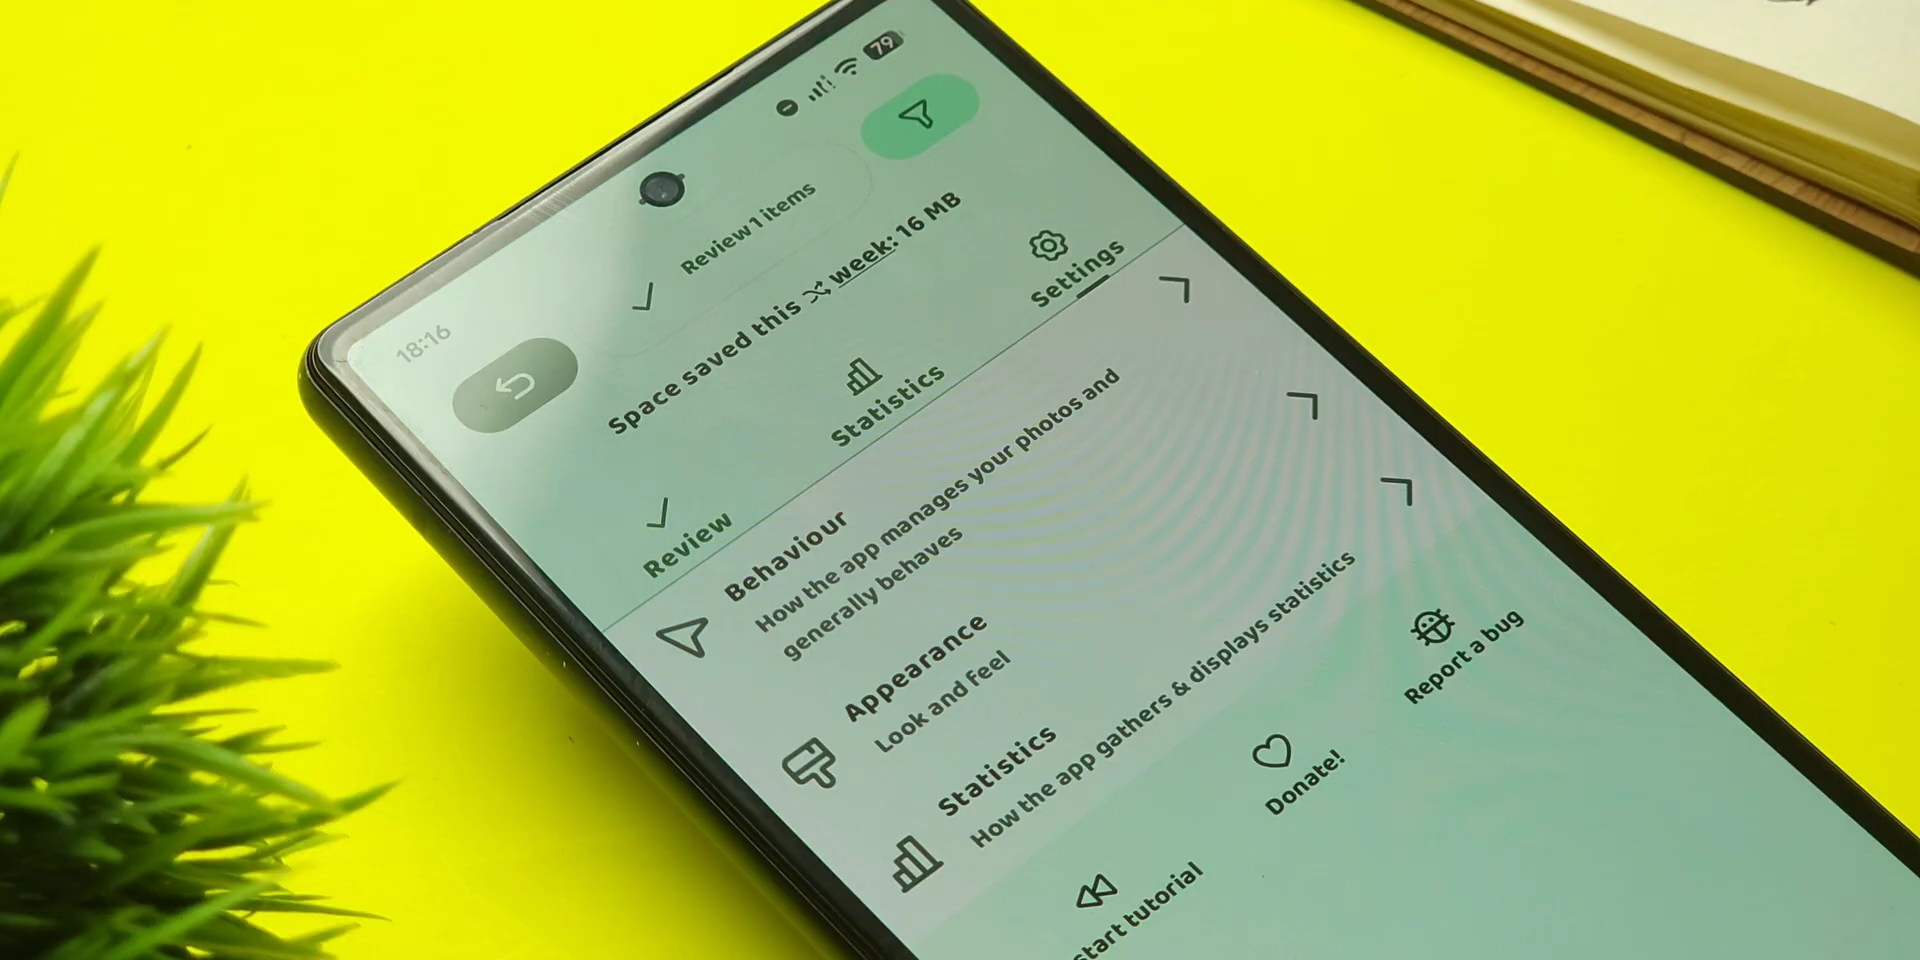 18:16
79
Review 1 items
Space saved this week: 16 MB
Review
Statistics
Settings
Behaviour
How the app manages your photos and
generally behaves
Appearance
Look and feel
Statistics
How the app gathers & displays statistics
start tutorial
Donate!
Report a bug